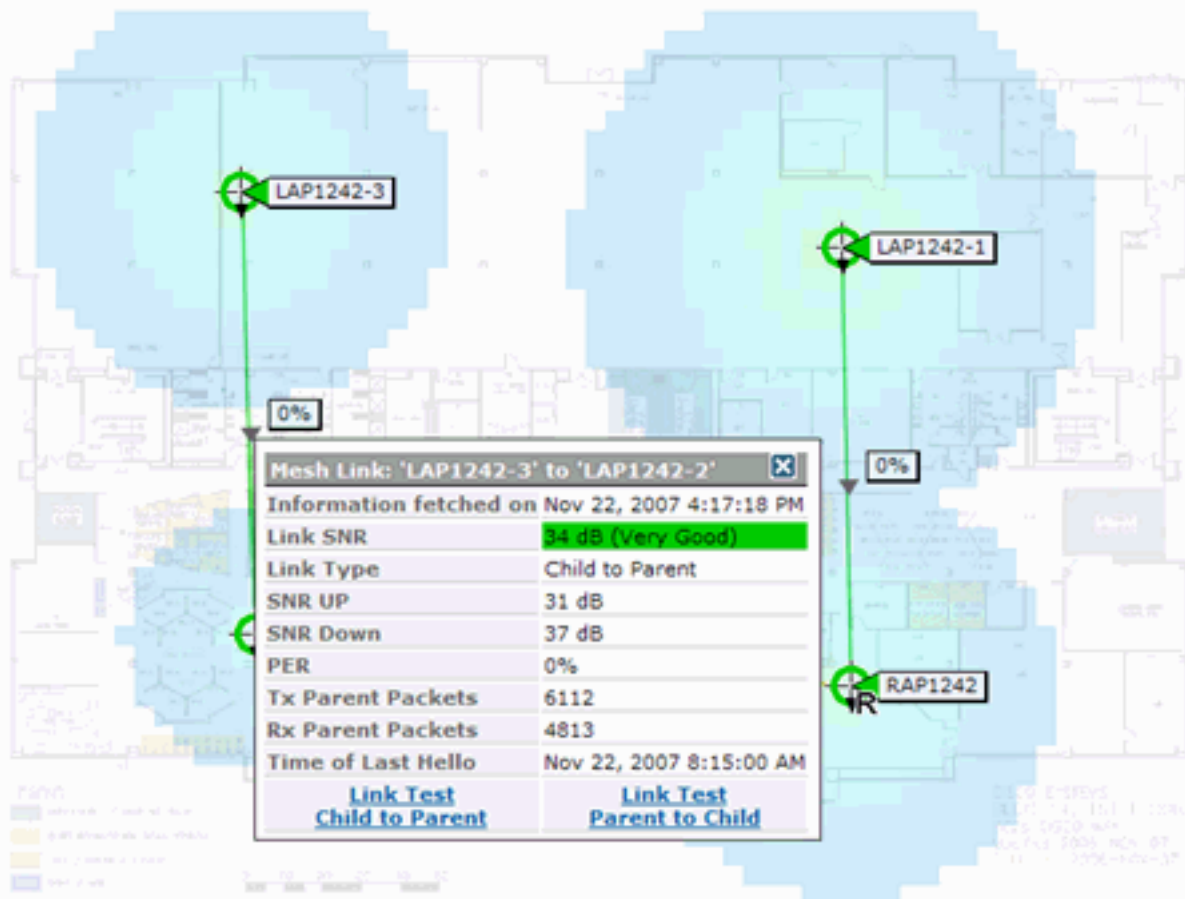 LAP1242-3
LAP1242-1
0%
0%
Mesh Link: 'LAP1242-3' to 'LAP1242-2'
Information fetched on Nov 22, 2007 4:17:18 PM
Link SNR 34 dB (Very Good)
Link Type Child to Parent
SNR UP 31 dB
SNR Down 37 dB
PER 0%
Tx Parent Packets 6112
Rx Parent Packets 4813
Time of Last Hello Nov 22, 2007 8:15:00 AM
Link Test Link Test
Child to Parent Parent to Child
RAP1242
R